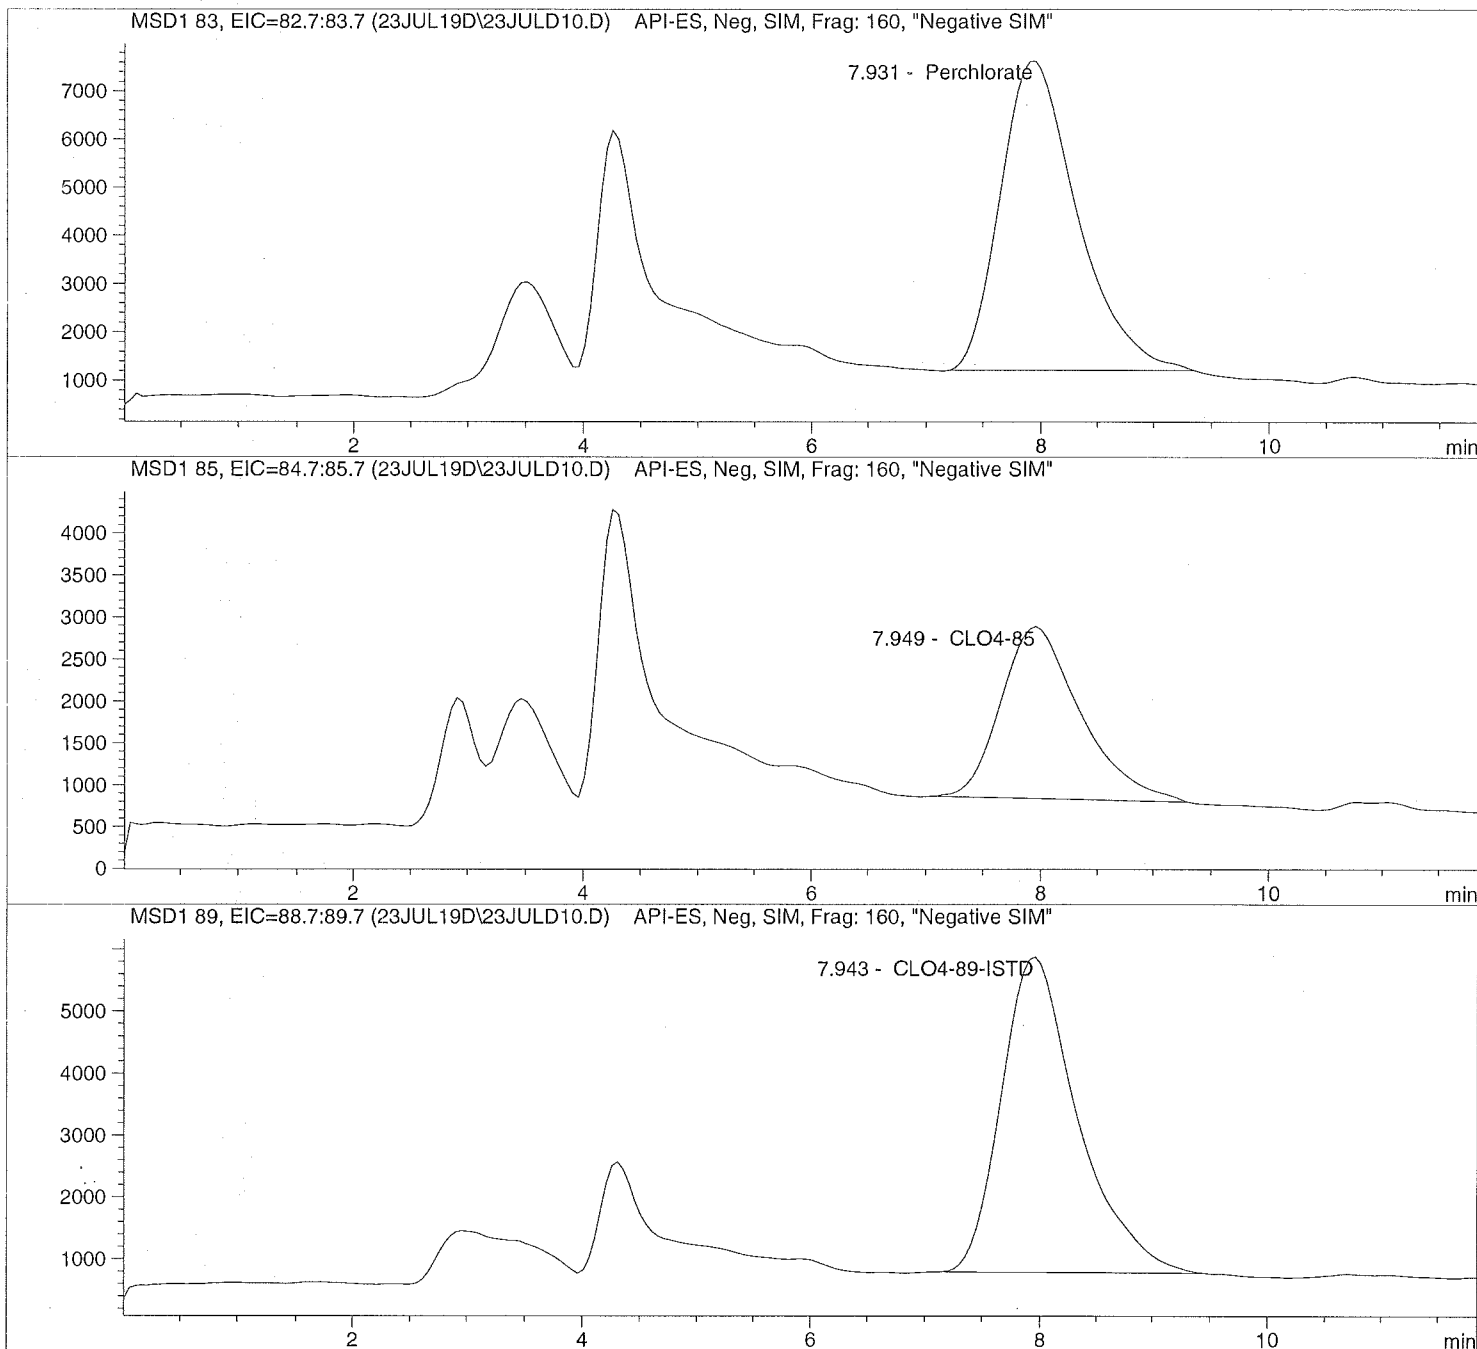 MSD1 83, EIC=82.7:83.7 (23JUL19D\23JULD10.D)    API-ES, Neg, SIM, Frag: 160, "Negative SIM"
7.931 - Perchlorate
7000
6000
5000
4000
3000
2000
1000
2 4 6 8 10 min
MSD1 85, EIC=84.7:85.7 (23JUL19D\23JULD10.D)    API-ES, Neg, SIM, Frag: 160, "Negative SIM"
4000
3500
3000
7.949 - CLO4-85
2500
2000
1500
1000
500
0
2 4 6 8 10 min
MSD1 89, EIC=88.7:89.7 (23JUL19D\23JULD10.D)    API-ES, Neg, SIM, Frag: 160, "Negative SIM"
7.943 - CLO4-89-ISTD
5000
4000
3000
2000
1000
2 4 6 8 10 min